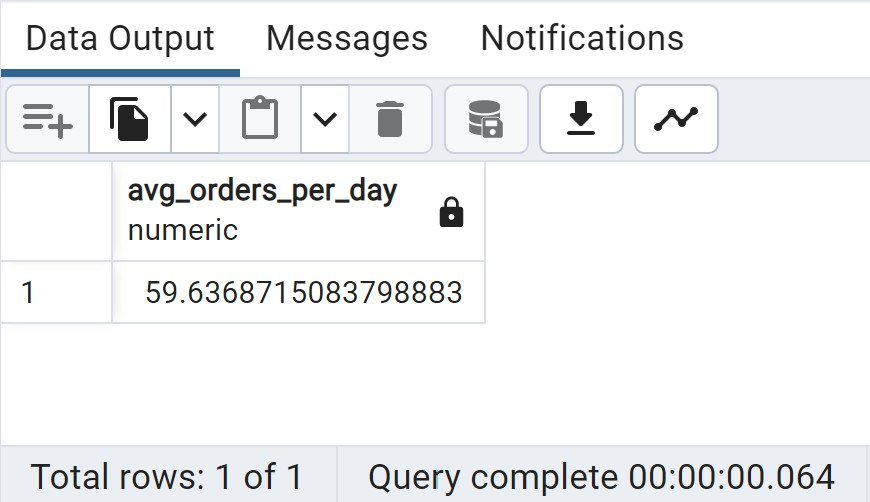 Data Output Messages Notifications
avg_orders_per_day
numeric
1 59.6368715083798883
Total rows: 1 of 1 Query complete 00:00:00.064